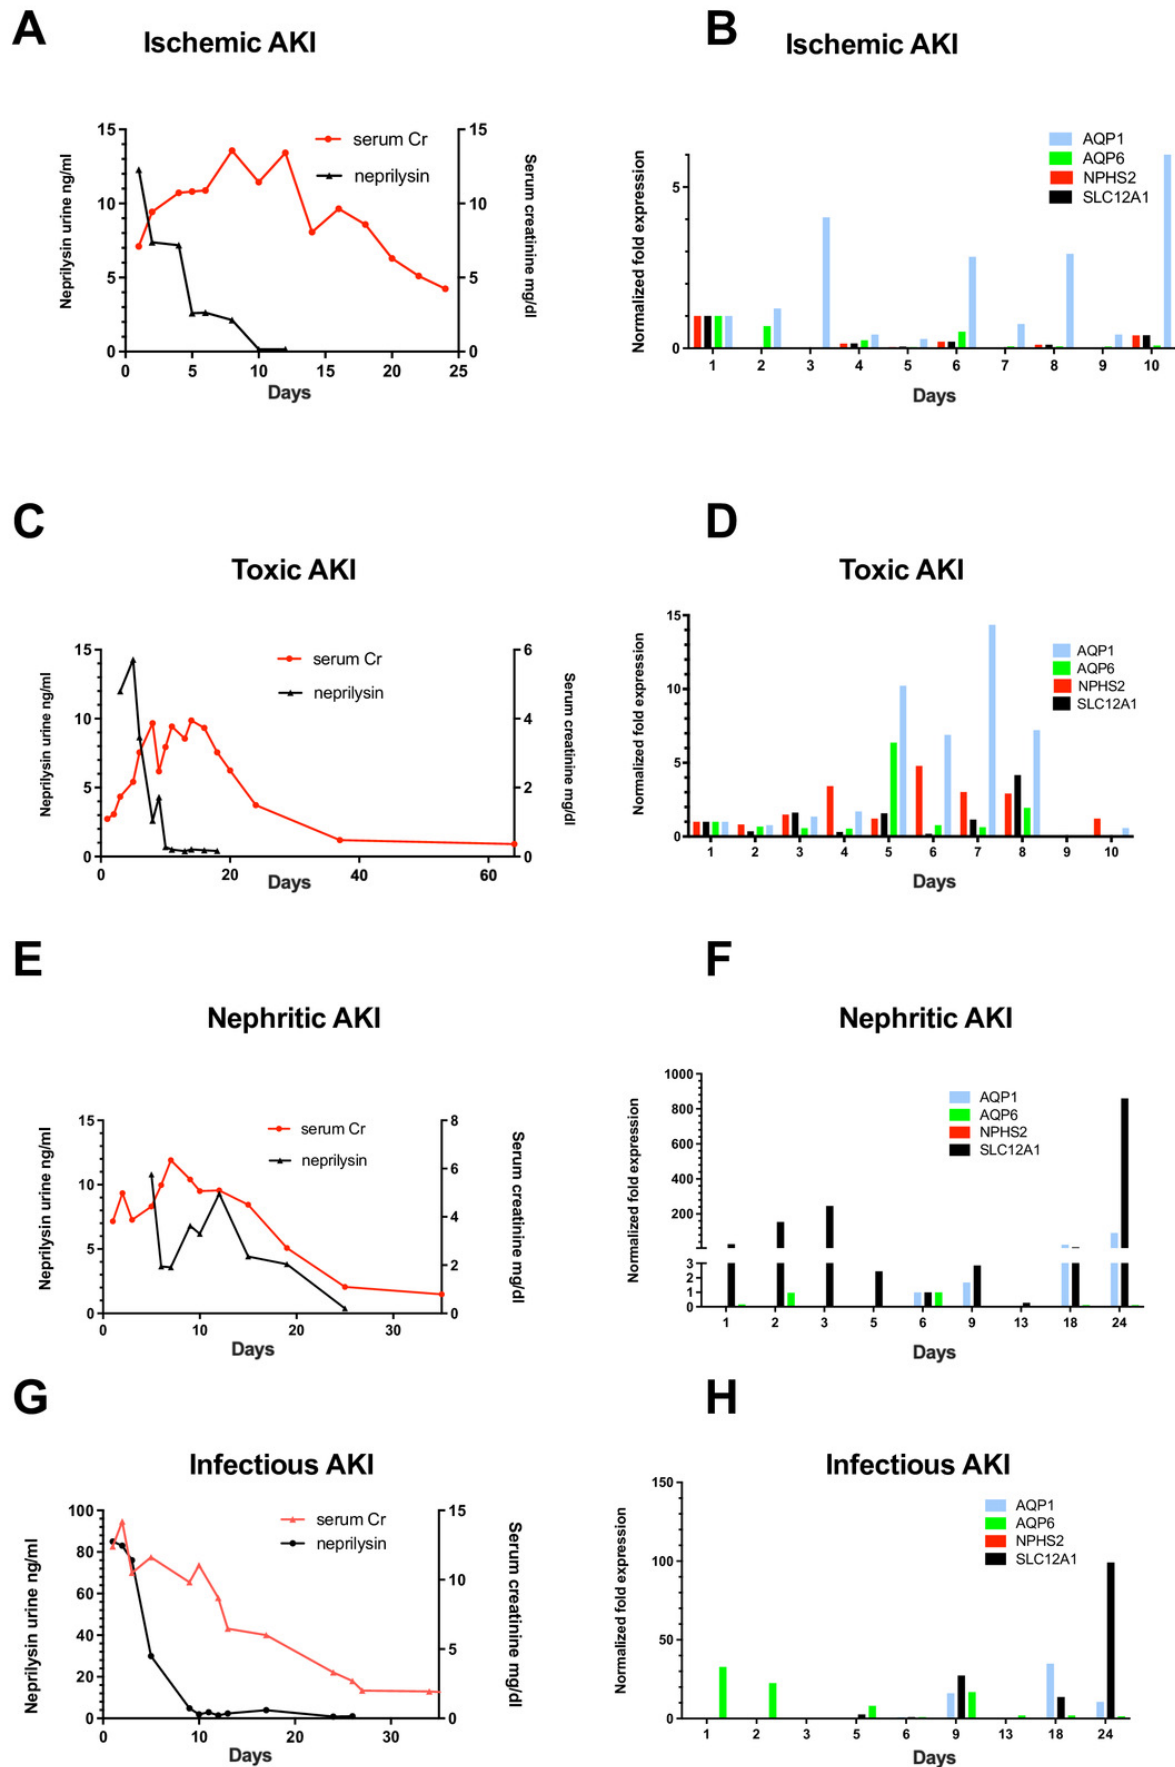 A
Ischemic AKI
serum Cr
neprilysin
Neprilysin urine ng/ml
Serum creatinine mg/dl
15
10
5
0
15
10
5
0
0 5 10 15 20 25
Days
B
Ischemic AKI
AQP1
AQP6
NPHS2
SLC12A1
Normalized fold expression
5
0
1 2 3 4 5 6 7 8 9 10
Days
C
Toxic AKI
serum Cr
neprilysin
Neprilysin urine ng/ml
Serum creatinine mg/dl
15
10
5
0
6
4
2
0
0 20 40 60
Days
D
Toxic AKI
AQP1
AQP6
NPHS2
SLC12A1
Normalized fold expression
15
10
5
0
1 2 3 4 5 6 7 8 9 10
Days
E
Nephritic AKI
serum Cr
neprilysin
Neprilysin urine ng/ml
Serum creatinine mg/dl
15
10
5
0
8
6
4
2
0
0 10 20 30
Days
F
Nephritic AKI
AQP1
AQP6
NPHS2
SLC12A1
Normalized fold expression
1000
800
600
400
200
3
2
1
0
1 2 3 5 6 9 13 18 24
Days
G
Infectious AKI
serum Cr
neprilysin
Neprilysin urine ng/ml
Serum creatinine mg/dl
100
80
60
40
20
0
15
10
5
0
0 10 20 30
Days
H
Infectious AKI
AQP1
AQP6
NPHS2
SLC12A1
Normalized fold expression
150
100
50
0
1 2 3 5 6 9 13 18 24
Days